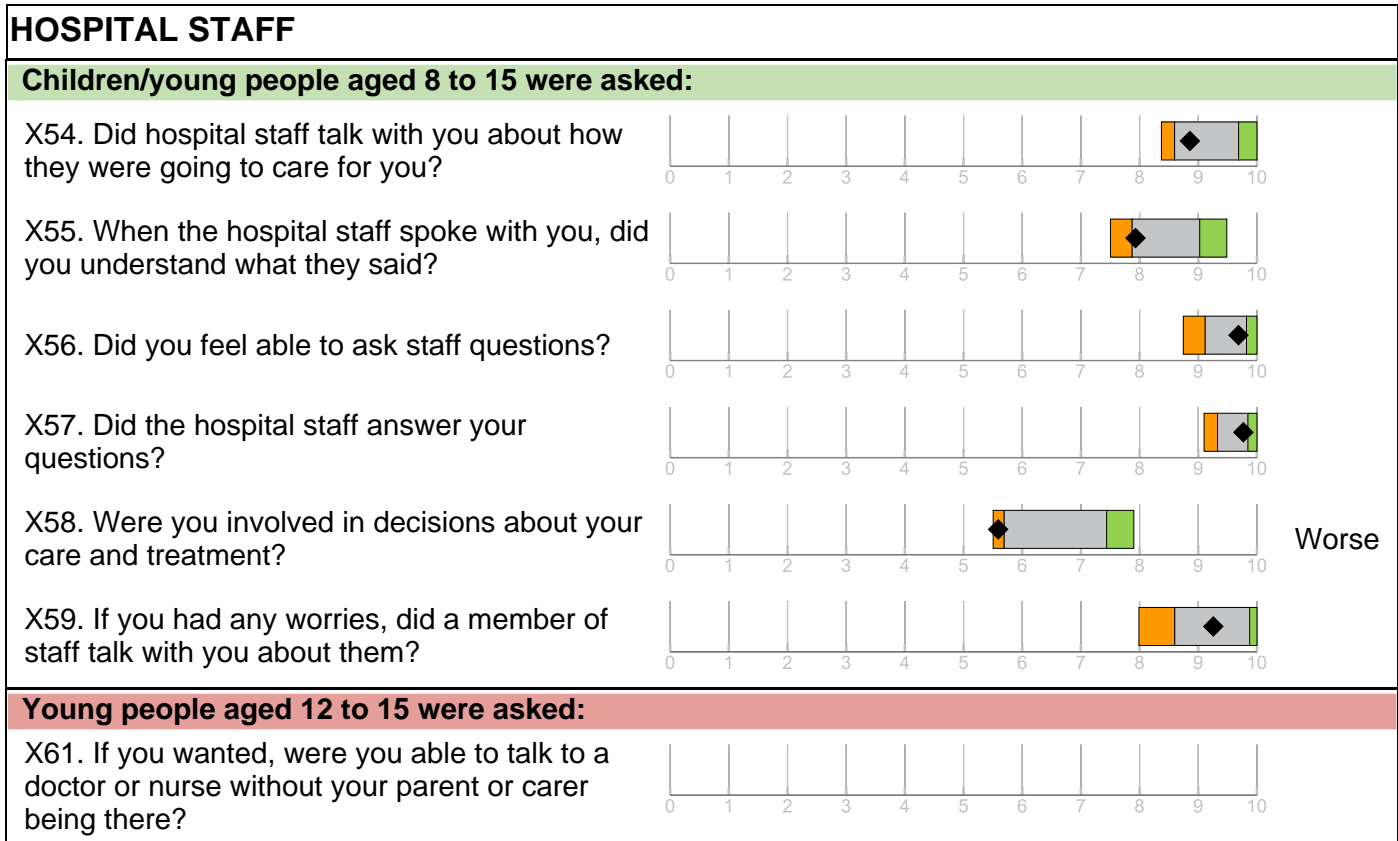 HOSPITAL STAFF
Children/young people aged 8 to 15 were asked:
X54. Did hospital staff talk with you about how
they were going to care for you?
0 1 2 3 4 5 6 7 8 9 10
X55. When the hospital staff spoke with you, did
you understand what they said?
0 1 2 3 4 5 6 7 8 9 10
X56. Did you feel able to ask staff questions?
0 1 2 3 4 5 6 7 8 9 10
X57. Did the hospital staff answer your
questions?
0 1 2 3 4 5 6 7 8 9 10
X58. Were you involved in decisions about your
care and treatment?
0 1 2 3 4 5 6 7 8 9 10
Worse
X59. If you had any worries, did a member of
staff talk with you about them?
0 1 2 3 4 5 6 7 8 9 10
Young people aged 12 to 15 were asked:
X61. If you wanted, were you able to talk to a
doctor or nurse without your parent or carer
being there?
0 1 2 3 4 5 6 7 8 9 10